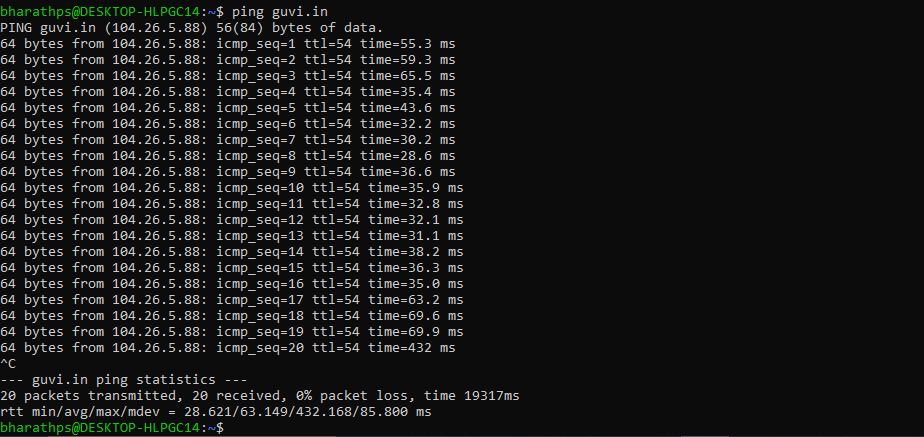 bharathps@DESKTOP-HLPGC14:~$ ping guvi.in
PING guvi.in (104.26.5.88) 56(84) bytes of data.
64 bytes from 104.26.5.88: icmp_seq=1 ttl=54 time=55.3 ms
64 bytes from 104.26.5.88: icmp_seq=2 ttl=54 time=59.3 ms
64 bytes from 104.26.5.88: icmp_seq=3 ttl=54 time=65.5 ms
64 bytes from 104.26.5.88: icmp_seq=4 ttl=54 time=35.4 ms
64 bytes from 104.26.5.88: icmp_seq=5 ttl=54 time=43.6 ms
64 bytes from 104.26.5.88: icmp_seq=6 ttl=54 time=32.2 ms
64 bytes from 104.26.5.88: icmp_seq=7 ttl=54 time=30.2 ms
64 bytes from 104.26.5.88: icmp_seq=8 ttl=54 time=28.6 ms
64 bytes from 104.26.5.88: icmp_seq=9 ttl=54 time=36.6 ms
64 bytes from 104.26.5.88: icmp_seq=10 ttl=54 time=35.9 ms
64 bytes from 104.26.5.88: icmp_seq=11 ttl=54 time=32.8 ms
64 bytes from 104.26.5.88: icmp_seq=12 ttl=54 time=32.1 ms
64 bytes from 104.26.5.88: icmp_seq=13 ttl=54 time=31.1 ms
64 bytes from 104.26.5.88: icmp_seq=14 ttl=54 time=38.2 ms
64 bytes from 104.26.5.88: icmp_seq=15 ttl=54 time=36.3 ms
64 bytes from 104.26.5.88: icmp_seq=16 ttl=54 time=35.0 ms
64 bytes from 104.26.5.88: icmp_seq=17 ttl=54 time=63.2 ms
64 bytes from 104.26.5.88: icmp_seq=18 ttl=54 time=69.6 ms
64 bytes from 104.26.5.88: icmp_seq=19 ttl=54 time=69.9 ms
64 bytes from 104.26.5.88: icmp_seq=20 ttl=54 time=432 ms
^C
--- guvi.in ping statistics ---
20 packets transmitted, 20 received, 0% packet loss, time 19317ms
rtt min/avg/max/mdev = 28.621/63.149/432.168/85.800 ms
bharathps@DESKTOP-HLPGC14:~$